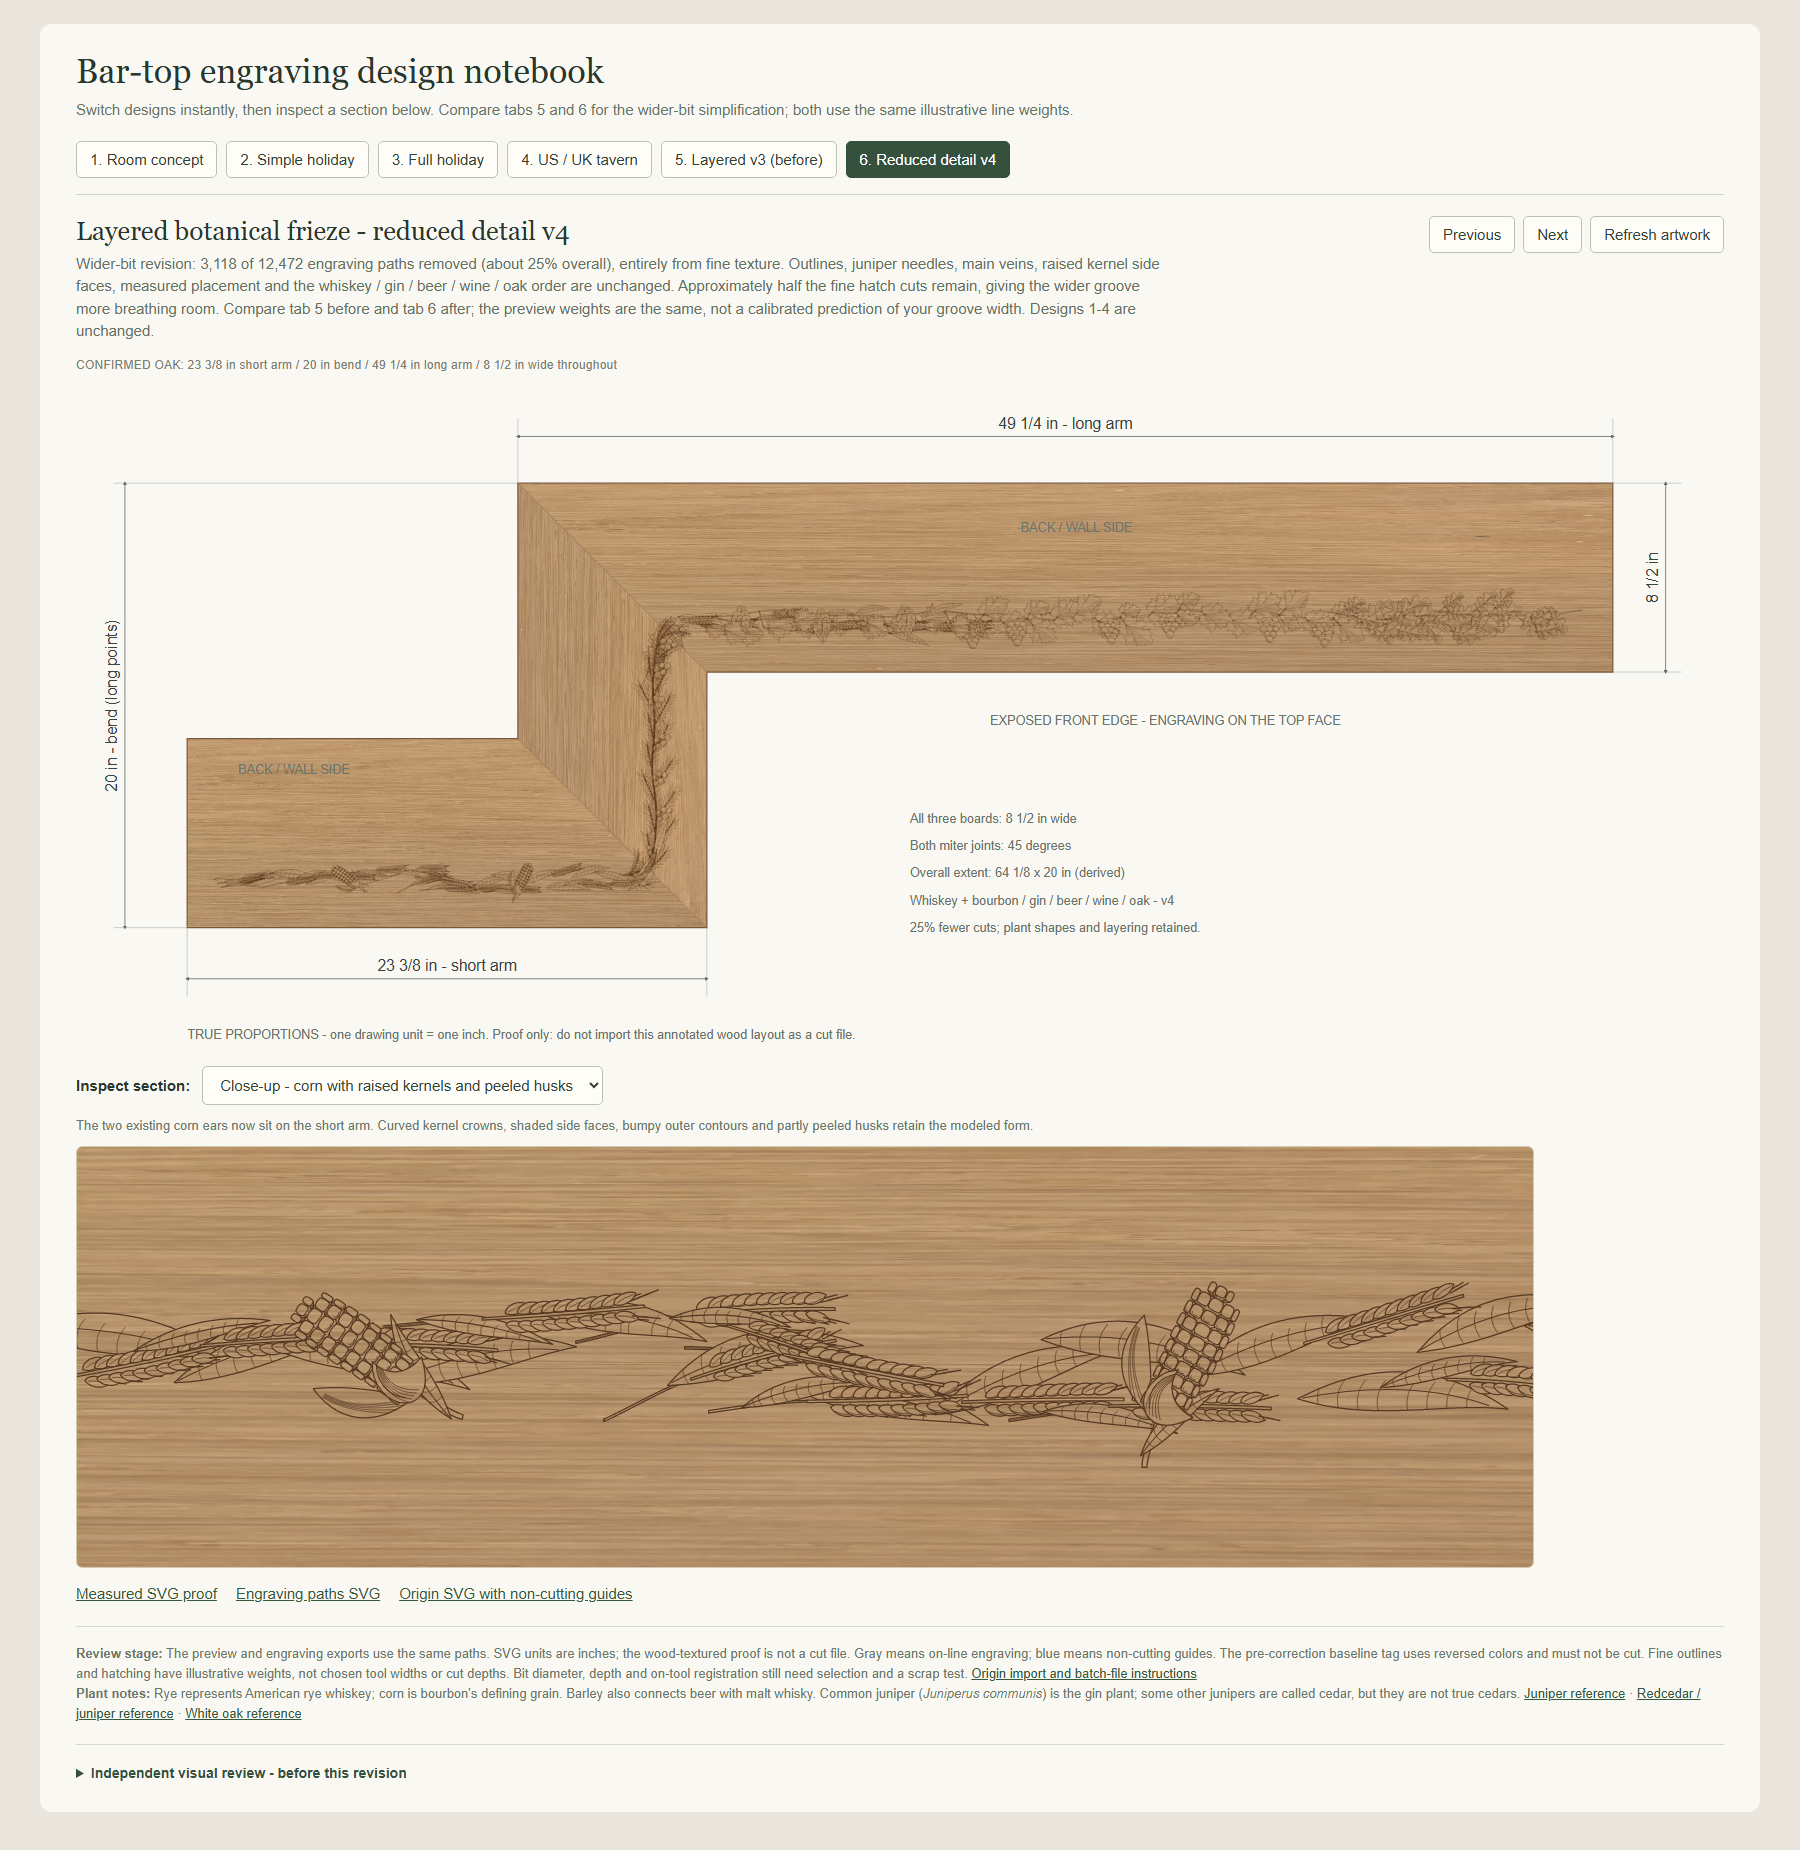 Bar-top engraving design notebook
Switch designs instantly, then inspect a section below. Compare tabs 5 and 6 for the wider-bit simplification; both use the same illustrative line weights.
1. Room concept
2. Simple holiday
3. Full holiday
4. US / UK tavern
5. Layered v3 (before)
6. Reduced detail v4
Layered botanical frieze - reduced detail v4
Previous
Next
Refresh artwork
Wider-bit revision: 3,118 of 12,472 engraving paths removed (about 25% overall), entirely from fine texture. Outlines, juniper needles, main veins, raised kernel side
faces, measured placement and the whiskey / gin / beer / wine / oak order are unchanged. Approximately half the fine hatch cuts remain, giving the wider groove
more breathing room. Compare tab 5 before and tab 6 after; the preview weights are the same, not a calibrated prediction of your groove width. Designs 1-4 are
unchanged.
CONFIRMED OAK: 23 3/8 in short arm / 20 in bend / 49 1/4 in long arm / 8 1/2 in wide throughout
49 1/4 in - long arm
BACK / WALL SIDE
8 1/2 in
20 in - bend (long points)
EXPOSED FRONT EDGE - ENGRAVING ON THE TOP FACE
BACK / WALL SIDE
All three boards: 8 1/2 in wide
Both miter joints: 45 degrees
Overall extent: 64 1/8 x 20 in (derived)
Whiskey + bourbon / gin / beer / wine / oak - v4
25% fewer cuts; plant shapes and layering retained.
23 3/8 in - short arm
TRUE PROPORTIONS - one drawing unit = one inch. Proof only: do not import this annotated wood layout as a cut file.
Inspect section:
Close-up - corn with raised kernels and peeled husks
The two existing corn ears now sit on the short arm. Curved kernel crowns, shaded side faces, bumpy outer contours and partly peeled husks retain the modeled form.
Measured SVG proof
Engraving paths SVG
Origin SVG with non-cutting guides
Review stage: The preview and engraving exports use the same paths. SVG units are inches; the wood-textured proof is not a cut file. Gray means on-line engraving; blue means non-cutting guides. The pre-correction baseline tag uses reversed colors and must not be cut. Fine outlines
and hatching have illustrative weights, not chosen tool widths or cut depths. Bit diameter, depth and on-tool registration still need selection and a scrap test. Origin import and batch-file instructions
Plant notes: Rye represents American rye whiskey; corn is bourbon's defining grain. Barley also connects beer with malt whisky. Common juniper (Juniperus communis) is the gin plant; some other junipers are called cedar, but they are not true cedars. Juniper reference · Redcedar /
juniper reference · White oak reference
Independent visual review - before this revision